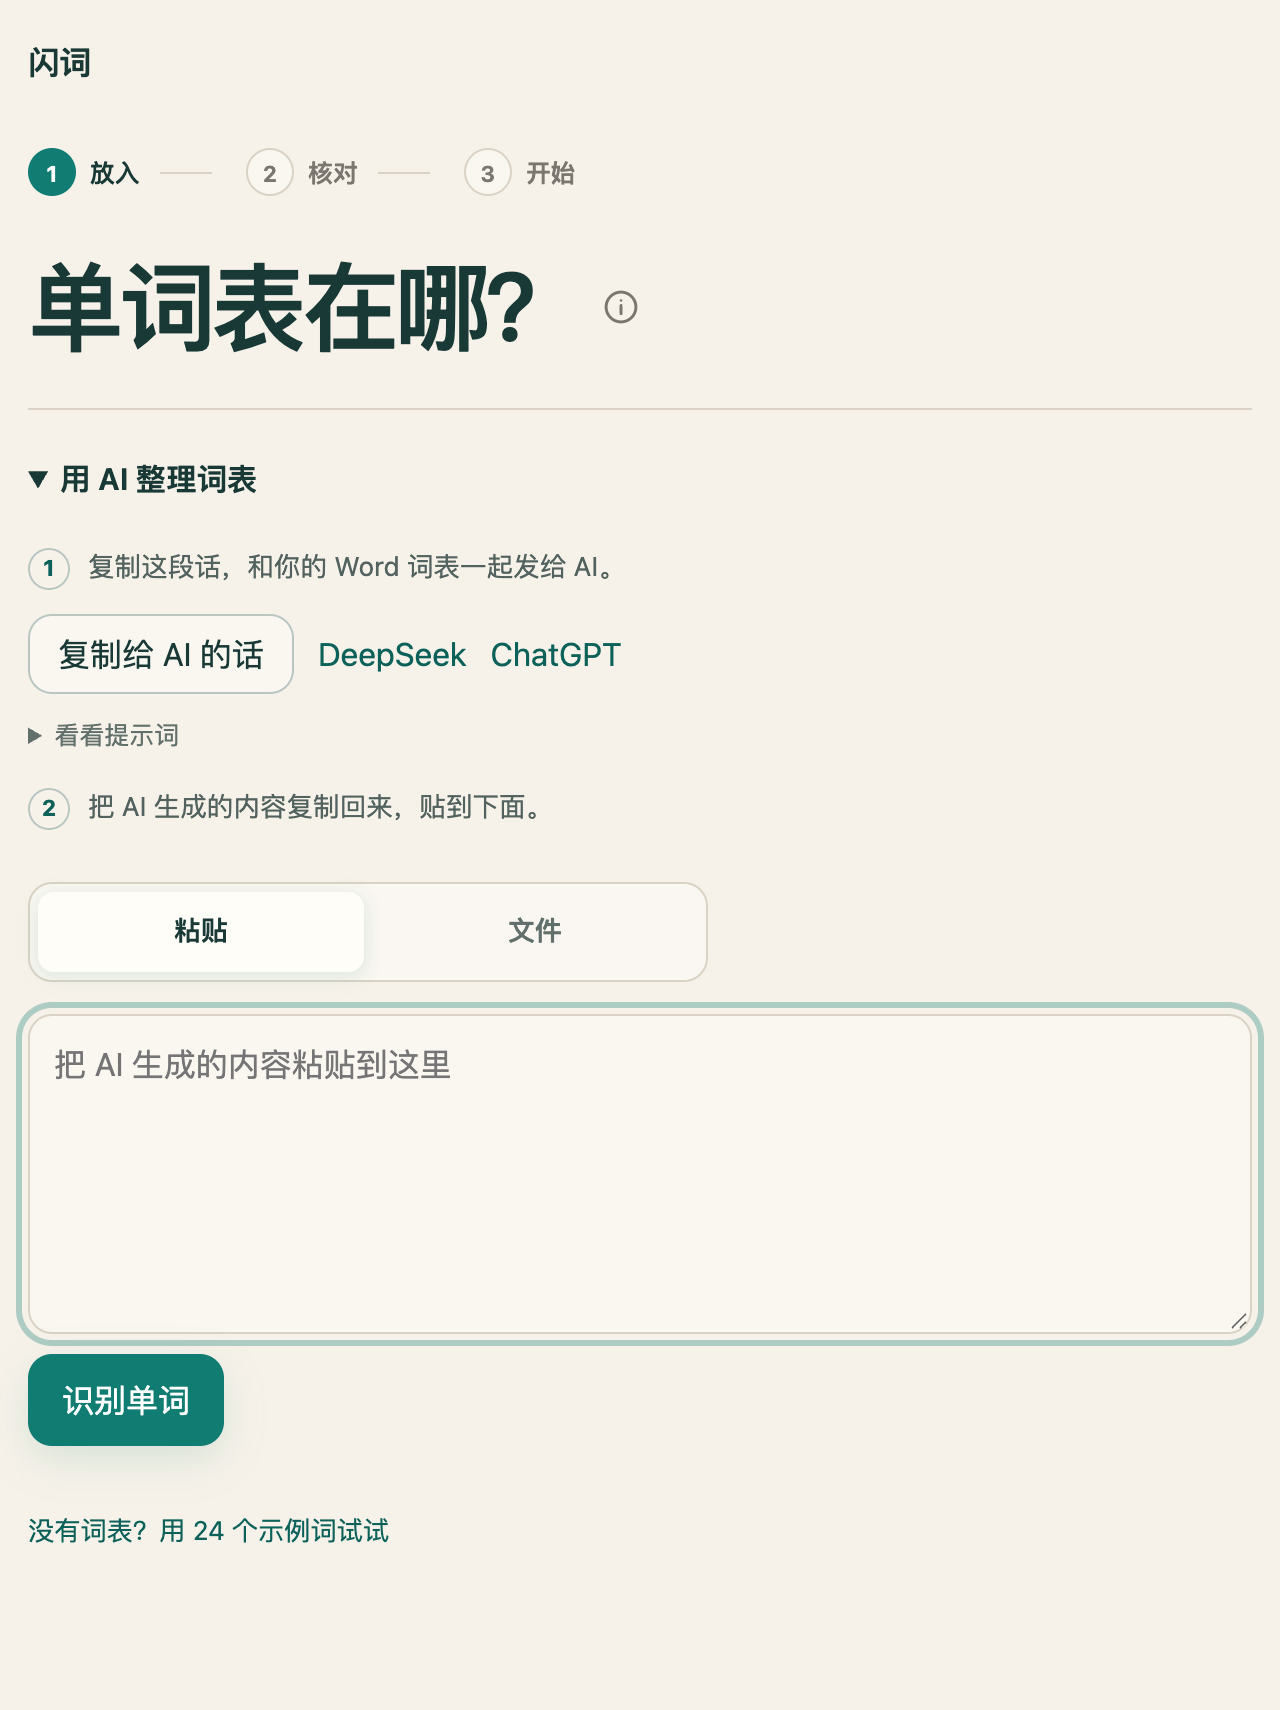 闪词
1 放入 2 核对 3 开始
单词表在哪?
▼ 用 AI 整理词表
1 复制这段话，和你的 Word 词表一起发给 AI。
复制给 AI 的话 DeepSeek ChatGPT
▶ 看看提示词
2 把 AI 生成的内容复制回来，贴到下面。
粘贴 文件
把 AI 生成的内容粘贴到这里
识别单词
没有词表？用 24 个示例词试试